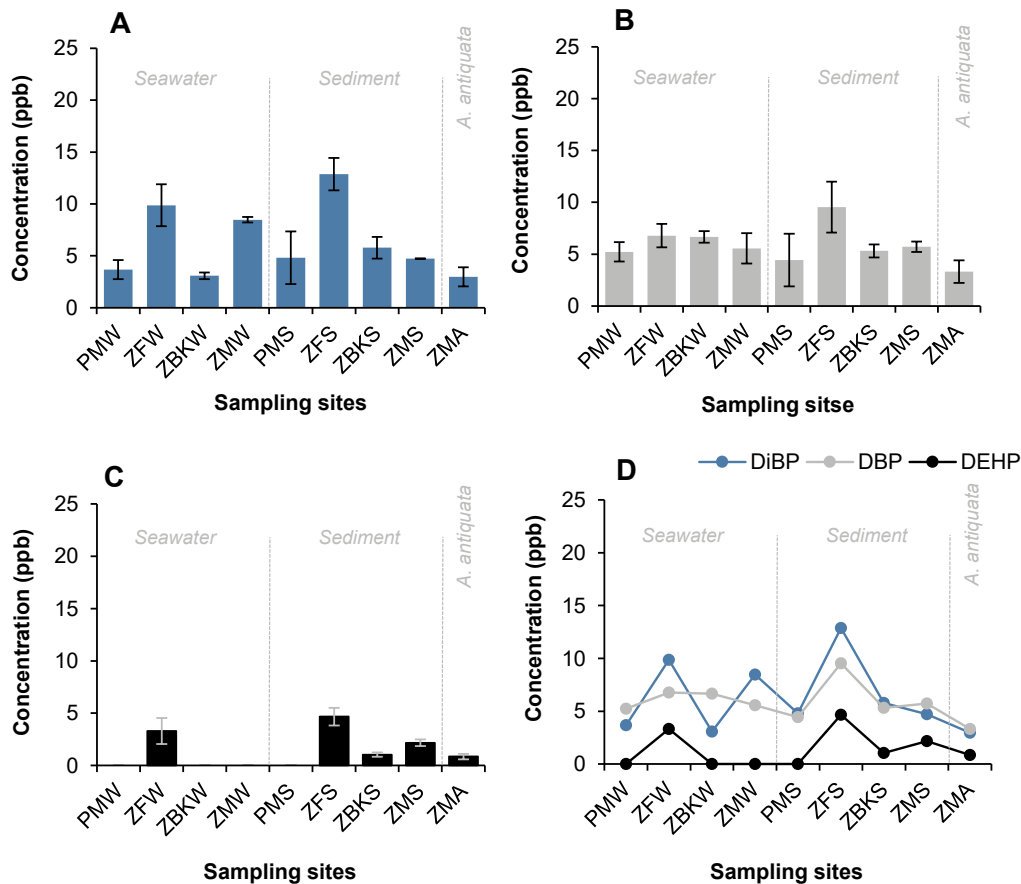 A
Concentration (ppb)
25
20
15
10
5
0
Seawater
Sediment
A. antiquata
PMW
ZFW
ZBKW
ZMW
PMS
ZFS
ZBKS
ZMS
ZMA
Sampling sites
B
Concentration (ppb)
25
20
15
10
5
0
Seawater
Sediment
A. antiquata
PMW
ZFW
ZBKW
ZMW
PMS
ZFS
ZBKS
ZMS
ZMA
Sampling sitse
C
Concentration (ppb)
25
20
15
10
5
0
Seawater
Sediment
A. antiquata
PMW
ZFW
ZBKW
ZMW
PMS
ZFS
ZBKS
ZMS
ZMA
Sampling sites
DiBP DBP DEHP
D
Concentration (ppb)
25
20
15
10
5
0
Seawater
Sediment
A. antiquata
PMW
ZFW
ZBKW
ZMW
PMS
ZFS
ZBKS
ZMS
ZMA
Sampling sites